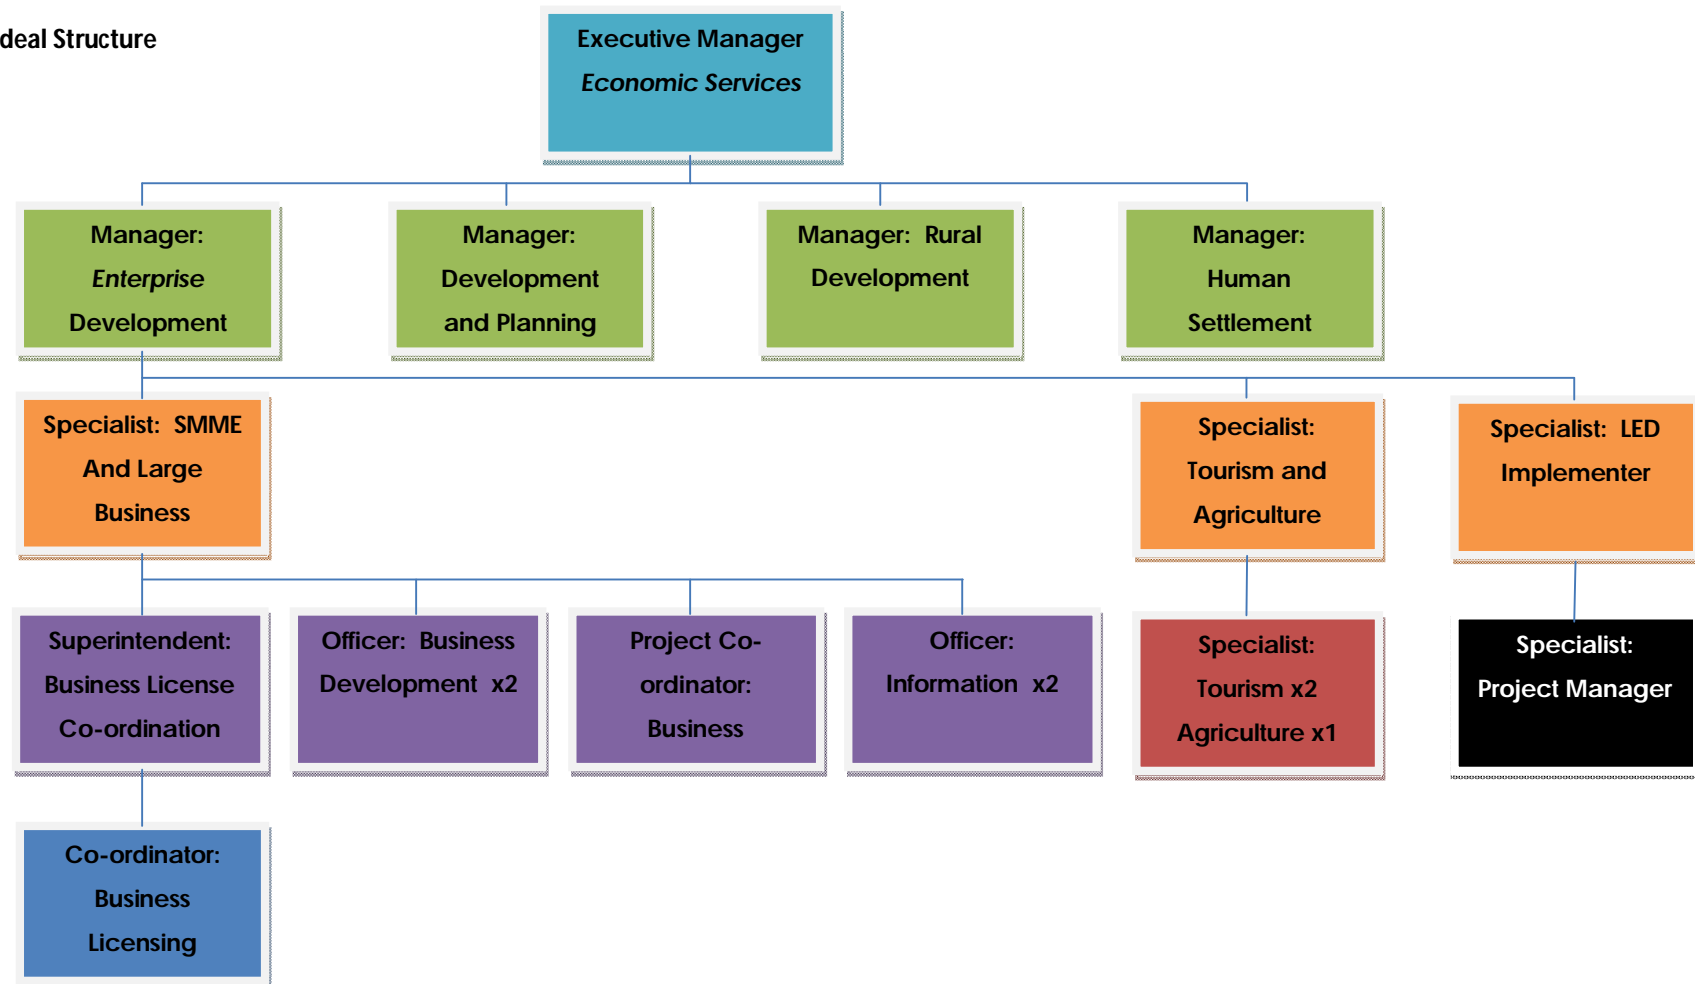 deal Structure
Executive Manager
Economic Services
Manager:
Enterprise
Development
Manager:
Development
and Planning
Manager: Rural
Development
Manager:
Human
Settlement
Specialist: SMME
And Large
Business
Specialist:
Tourism and
Agriculture
Specialist: LED
Implementer
Superintendent:
Business License
Co-ordination
Officer: Business
Development x2
Project Co-
ordinator:
Business
Officer:
Information x2
Specialist:
Tourism x2
Agriculture x1
Specialist:
Project Manager
Co-ordinator:
Business
Licensing